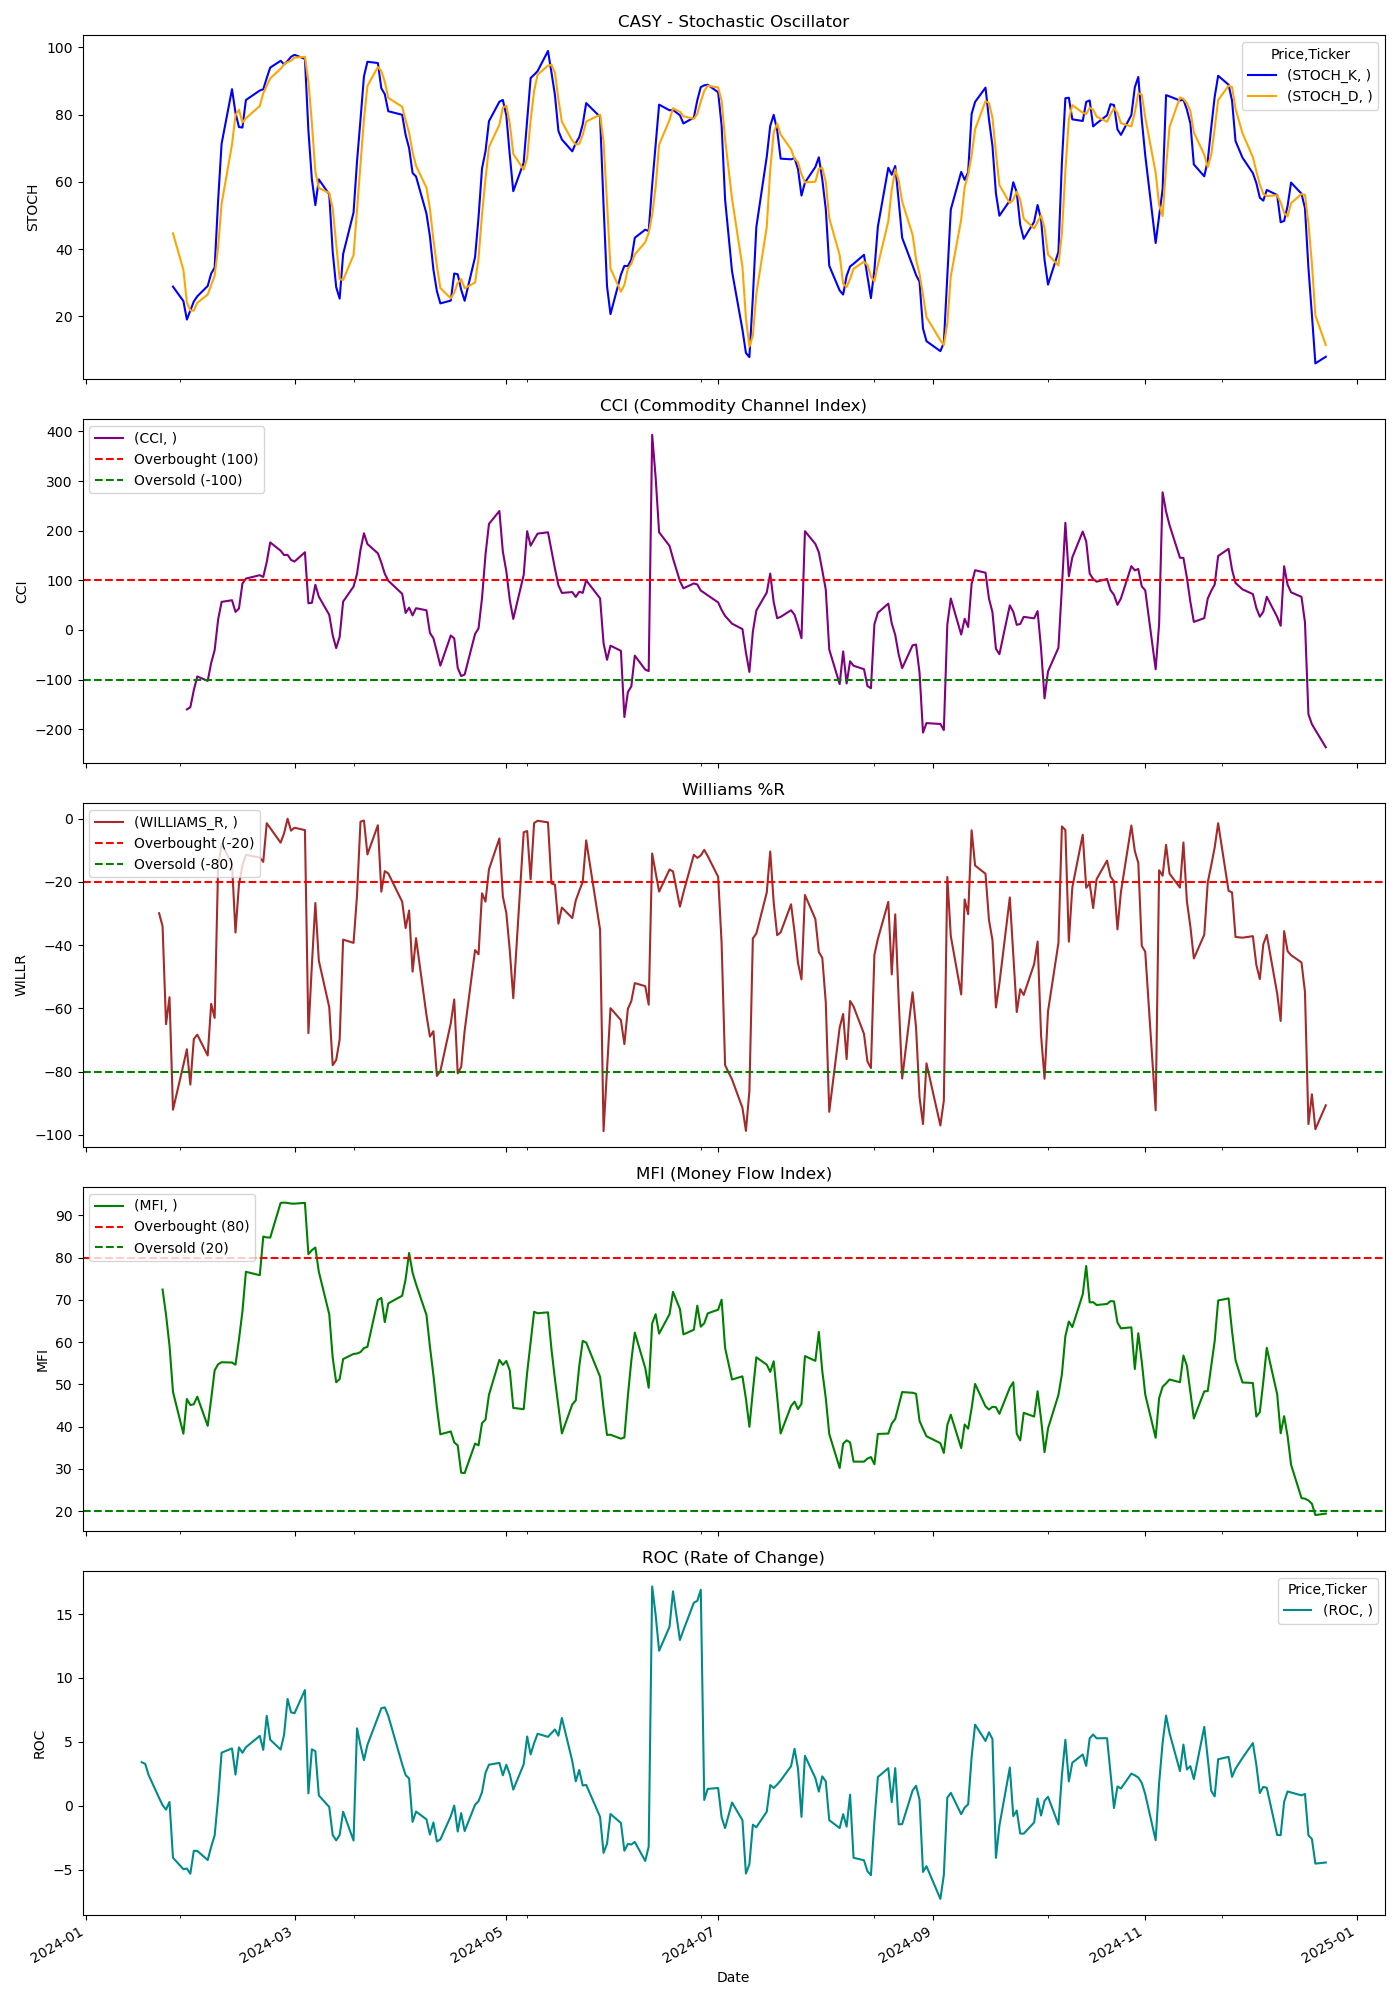 CASY - Stochastic Oscillator
100
80
60
40
20
STOCH
Price,Ticker
(STOCH_K, )
(STOCH_D, )
CCI (Commodity Channel Index)
400
300
200
100
0
−100
−200
CCI
(CCI, )
Overbought (100)
Oversold (-100)
Williams %R
0
−20
−40
−60
−80
−100
WILLR
(WILLIAMS_R, )
Overbought (-20)
Oversold (-80)
MFI (Money Flow Index)
90
80
70
60
50
40
30
20
MFI
(MFI, )
Overbought (80)
Oversold (20)
ROC (Rate of Change)
15
10
5
0
−5
ROC
Price,Ticker
(ROC, )
2024-01
2024-03
2024-05
2024-07
2024-09
2024-11
2025-01
Date